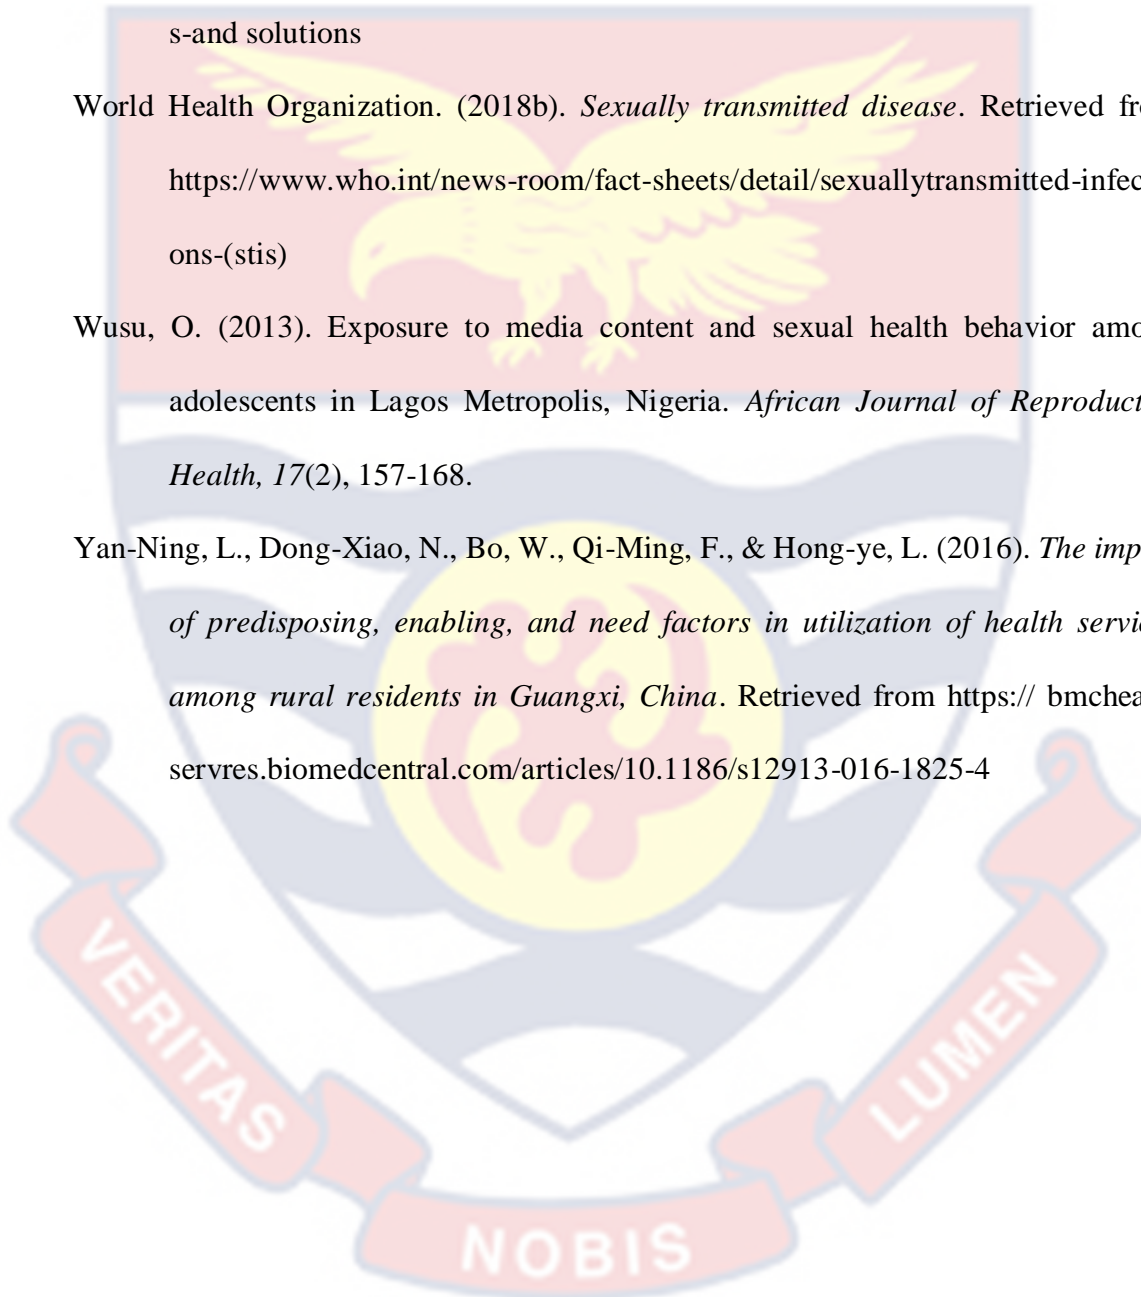 s-and solutions
World Health Organization. (2018b). Sexually transmitted disease. Retrieved fro
https://www.who.int/news-room/fact-sheets/detail/sexuallytransmitted-infec
ons-(stis)
Wusu, O. (2013). Exposure to media content and sexual health behavior amo
adolescents in Lagos Metropolis, Nigeria. African Journal of Reproduct
Health, 17(2), 157-168.
Yan-Ning, L., Dong-Xiao, N., Bo, W., Qi-Ming, F., & Hong-ye, L. (2016). The imp
of predisposing, enabling, and need factors in utilization of health servic
among rural residents in Guangxi, China. Retrieved from https:// bmchea
servres.biomedcentral.com/articles/10.1186/s12913-016-1825-4
VERITAS
NOBIS
LUMEN